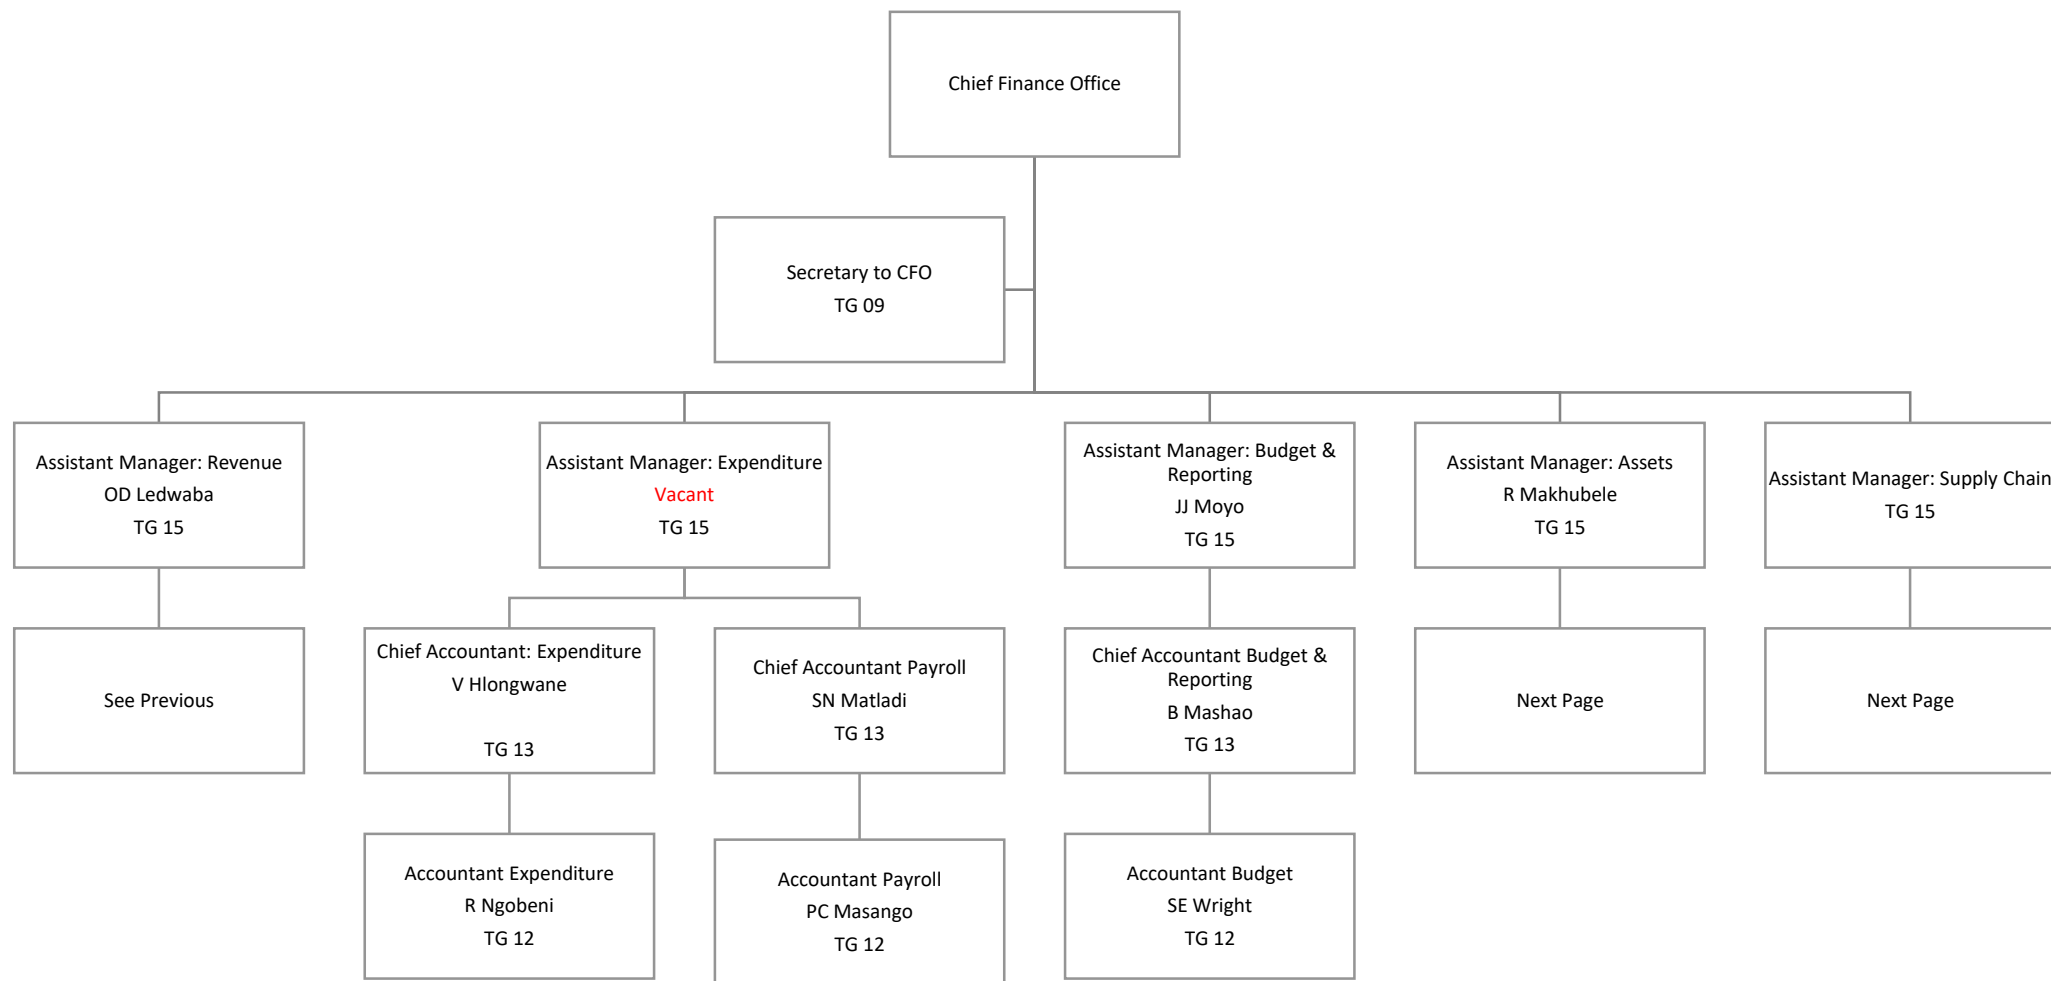 Chief Finance Office
Secretary to CFO
TG 09
Assistant Manager: Revenue
OD Ledwaba
TG 15
Assistant Manager: Expenditure
Vacant
TG 15
Assistant Manager: Budget &
Reporting
JJ Moyo
TG 15
Assistant Manager: Assets
R Makhubele
TG 15
Assistant Manager: Supply Chain
TG 15
See Previous
Chief Accountant: Expenditure
V Hlongwane
TG 13
Chief Accountant Payroll
SN Matladi
TG 13
Chief Accountant Budget &
Reporting
B Mashao
TG 13
Next Page
Next Page
Accountant Expenditure
R Ngobeni
TG 12
Accountant Payroll
PC Masango
TG 12
Accountant Budget
SE Wright
TG 12